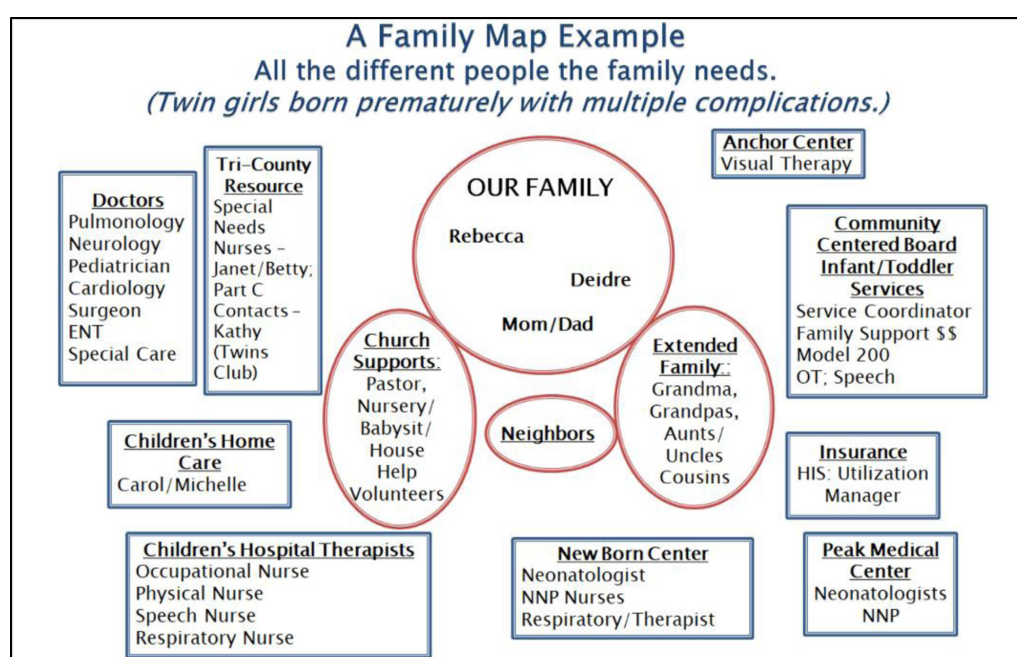 A Family Map Example
All the different people the family needs.
(Twin girls born prematurely with multiple complications.)
Anchor Center
Visual Therapy
Tri-County
Resource
Special
Needs
Nurses –
Janet/Betty;
Part C
Contacts –
Kathy
(Twins
Club)
Doctors
Pulmonology
Neurology
Pediatrician
Cardiology
Surgeon
ENT
Special Care
OUR FAMILY
Rebecca
Deidre
Mom/Dad
Community
Centered Board
Infant/Toddler
Services
Service Coordinator
Family Support $$
Model 200
OT; Speech
Church
Supports:
Pastor,
Nursery/
Babysit/
House
Help
Volunteers
Neighbors
Extended
Family::
Grandma,
Grandpas,
Aunts/
Uncles
Cousins
Children's Home
Care
Carol/Michelle
Insurance
HIS: Utilization
Manager
Children's Hospital Therapists
Occupational Nurse
Physical Nurse
Speech Nurse
Respiratory Nurse
New Born Center
Neonatologist
NNP Nurses
Respiratory/Therapist
Peak Medical
Center
Neonatologists
NNP